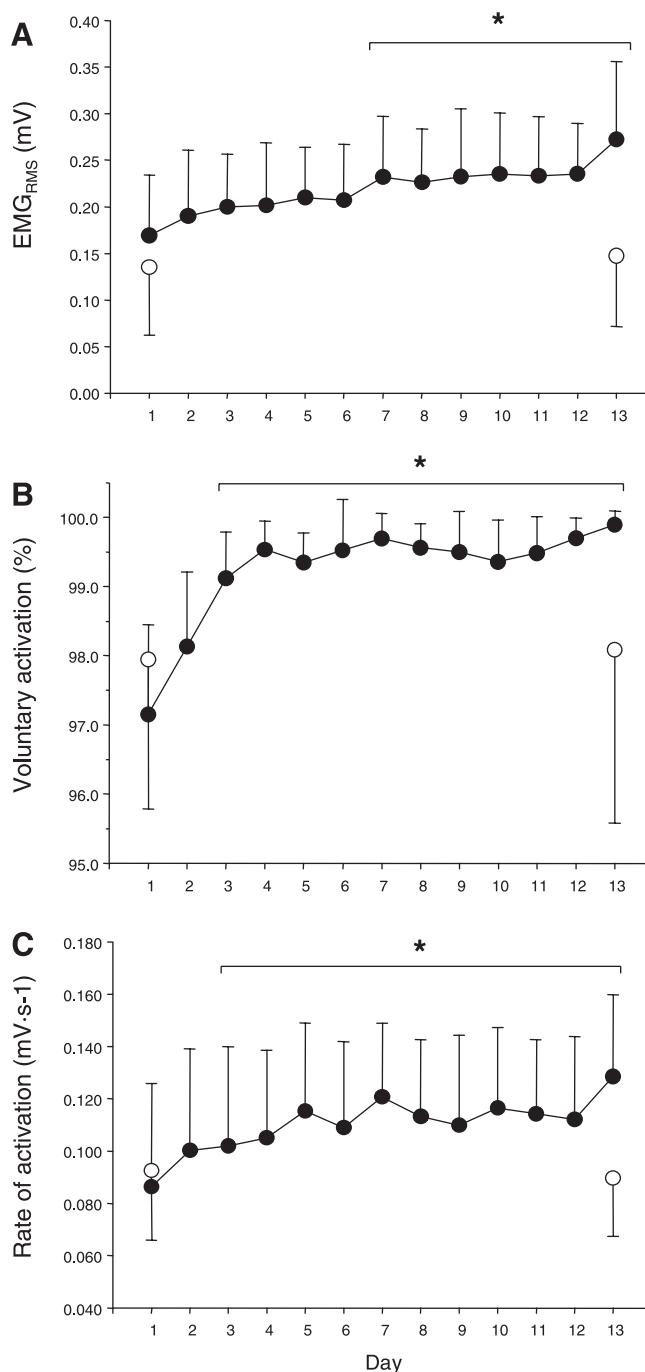 A
*
EMG_RMS (mV)
0.40
0.35
0.30
0.25
0.20
0.15
0.10
0.05
0.00
1 2 3 4 5 6 7 8 9 10 11 12 13
B
*
Voluntary activation (%)
100.0
99.0
98.0
97.0
96.0
95.0
1 2 3 4 5 6 7 8 9 10 11 12 13
C
*
Rate of activation (mV·s-1)
0.180
0.160
0.140
0.120
0.100
0.080
0.060
0.040
1 2 3 4 5 6 7 8 9 10 11 12 13
Day